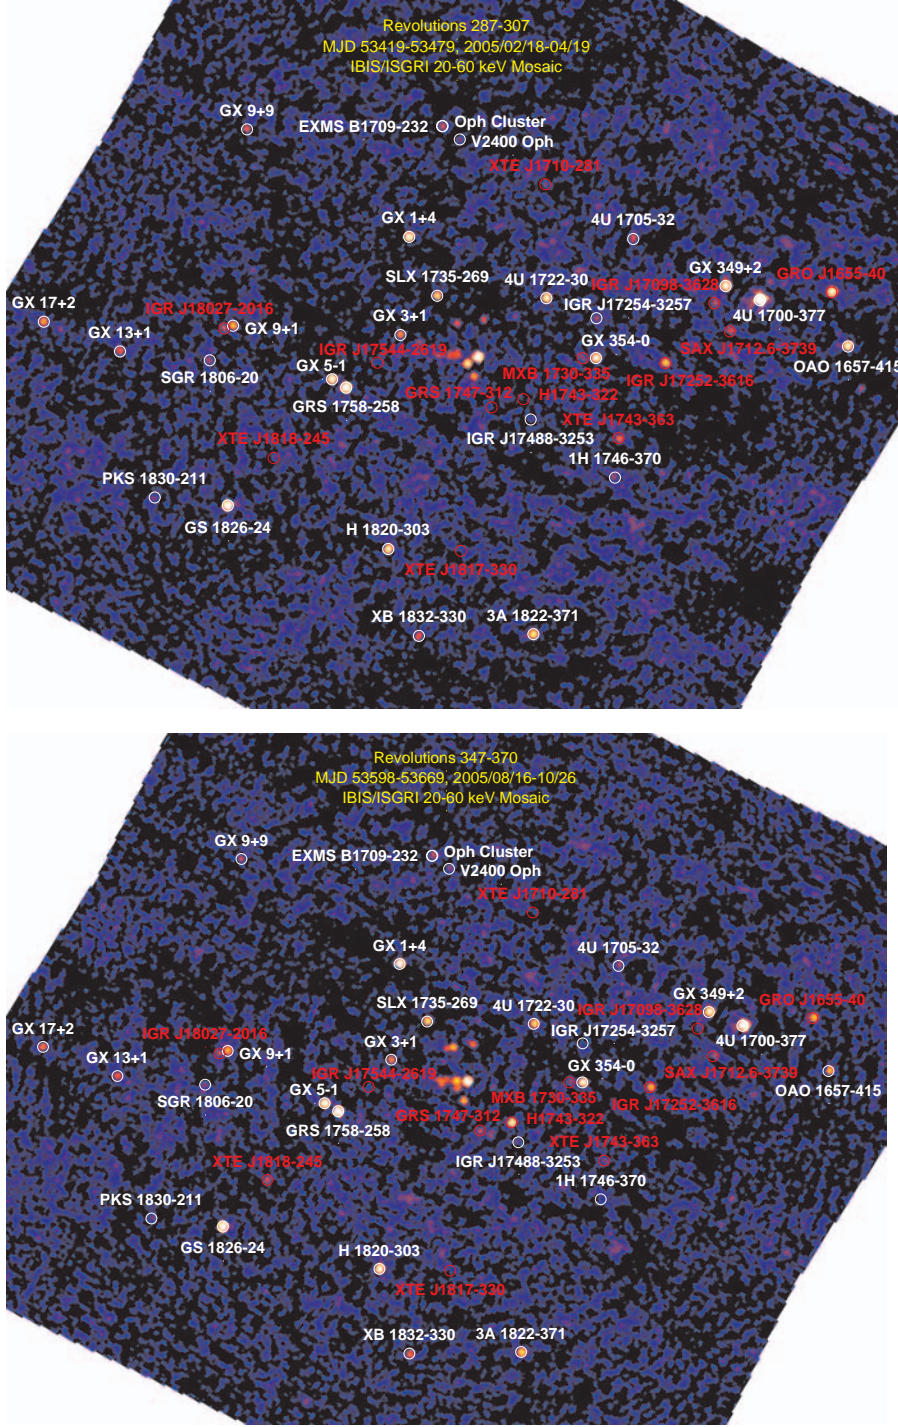 Revolutions 287-307
MJD 53419-53479, 2005/02/18-04/19
IBIS/ISGRI 20-60 keV Mosaic
GX 9+9
EXMS B1709-232
Oph Cluster
V2400 Oph
XTE J1710-281
GX 1+4
4U 1705-32
SLX 1735-269
4U 1722-30
IGR J17098-3628
GX 349+2
GRO J1655-40
GX 17+2
IGR J18027-2016
GX 9+1
GX 3+1
IGR J17254-3257
4U 1700-377
GX 13+1
IGR J17544-2619
GX 354-0
SAX J1712.6-3739
OAO 1657-415
SGR 1806-20
GX 5-1
MXB 1730-335
IGR J17252-3616
GRS 1758-258
GRS 1747-312
H1743-322
XTE J1743-363
XTE J1818-245
IGR J17488-3253
1H 1746-370
PKS 1830-211
GS 1826-24
H 1820-303
XTE J1817-330
XB 1832-330
3A 1822-371
Revolutions 347-370
MJD 53598-53669, 2005/08/16-10/26
IBIS/ISGRI 20-60 keV Mosaic
GX 9+9
EXMS B1709-232
Oph Cluster
V2400 Oph
XTE J1710-281
GX 1+4
4U 1705-32
SLX 1735-269
4U 1722-30
IGR J17098-3628
GX 349+2
GRO J1655-40
GX 17+2
IGR J18027-2016
GX 9+1
GX 3+1
IGR J17254-3257
4U 1700-377
GX 13+1
IGR J17544-2619
GX 354-0
SAX J1712.6-3739
OAO 1657-415
SGR 1806-20
GX 5-1
MXB 1730-335
IGR J17252-3616
GRS 1758-258
GRS 1747-312
H1743-322
XTE J1743-363
XTE J1818-245
IGR J17488-3253
1H 1746-370
PKS 1830-211
GS 1826-24
H 1820-303
XTE J1817-330
XB 1832-330
3A 1822-371